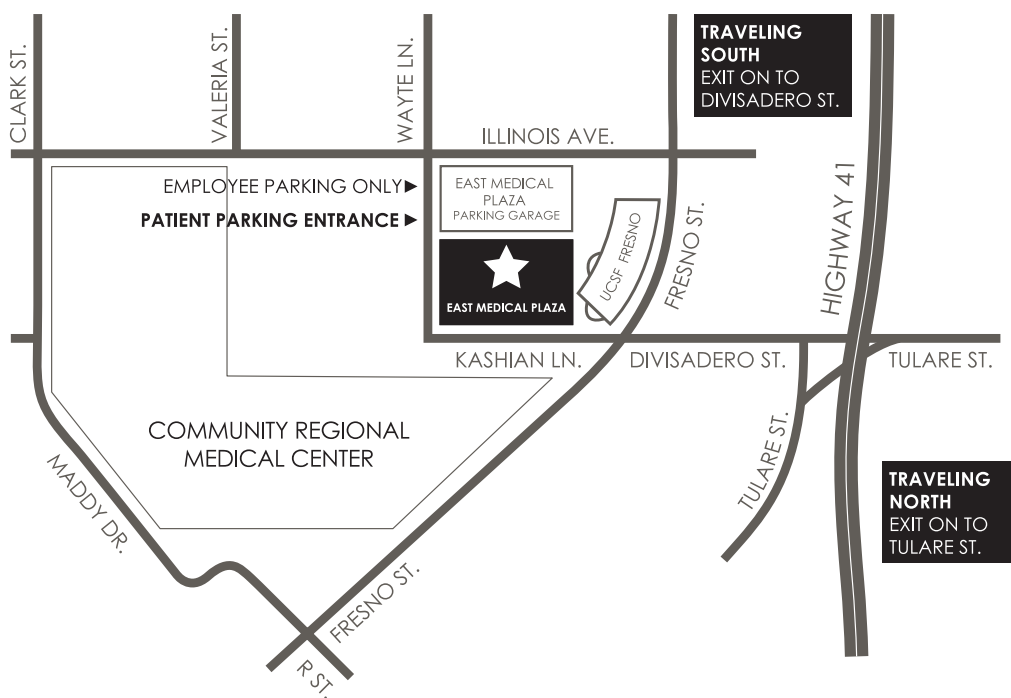 CLARK ST.
VALERIA ST.
WAYTE LN.
TRAVELING
SOUTH
EXIT ON TO
DIVISADERO ST.
ILLINOIS AVE.
EMPLOYEE PARKING ONLY
PATIENT PARKING ENTRANCE
EAST MEDICAL
PLAZA
PARKING GARAGE
EAST MEDICAL PLAZA
UCSF FRESNO
FRESNO ST.
HIGHWAY 41
KASHIAN LN.
DIVISADERO ST.
TULARE ST.
COMMUNITY REGIONAL
MEDICAL CENTER
TULARE ST.
MADDY DR.
TRAVELING
NORTH
EXIT ON TO
TULARE ST.
FRESNO ST.
R ST.